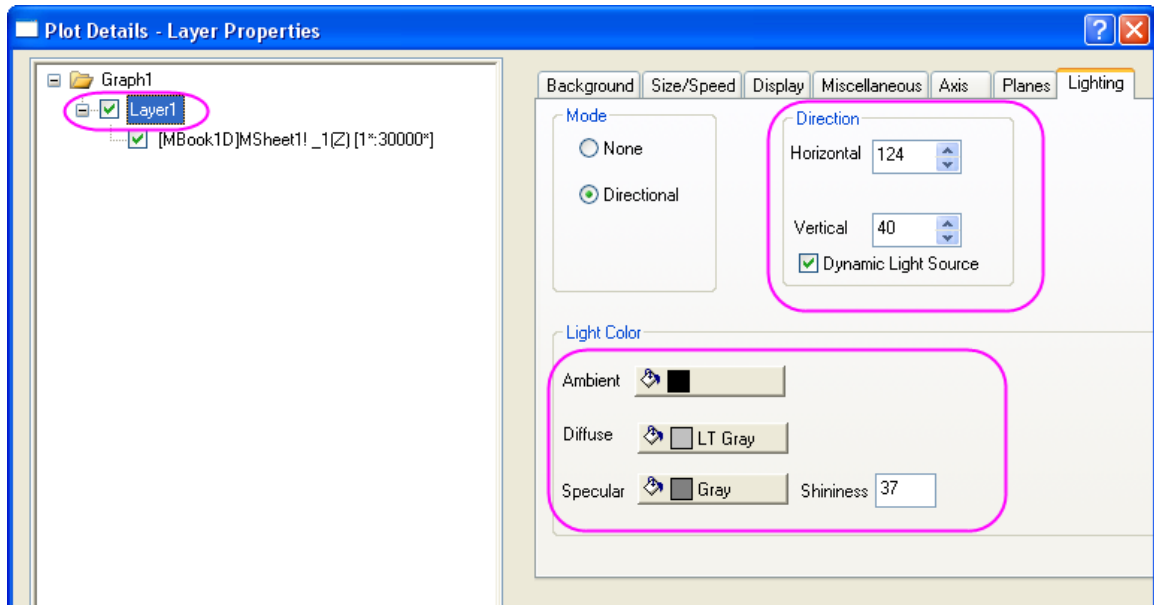 Plot Details - Layer Properties
Graph1
Layer1
[MBook1D]MSheet1! _1(Z) [1*:30000*]
Background Size/Speed Display Miscellaneous Axis Planes Lighting
Mode
None
Directional
Direction
Horizontal 124
Vertical 40
Dynamic Light Source
Light Color
Ambient
Diffuse LT Gray
Specular Gray Shininess 37